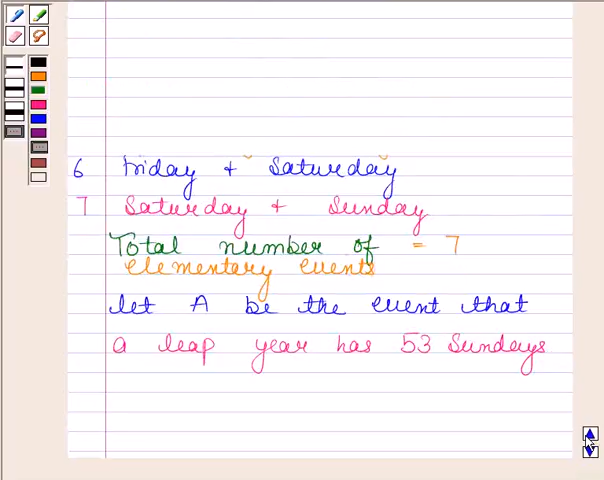 6 Friday + Saturday
7 Saturday + Sunday
Total number of = 7
elementary events
let A be the event that
a leap year has 53 Sundays